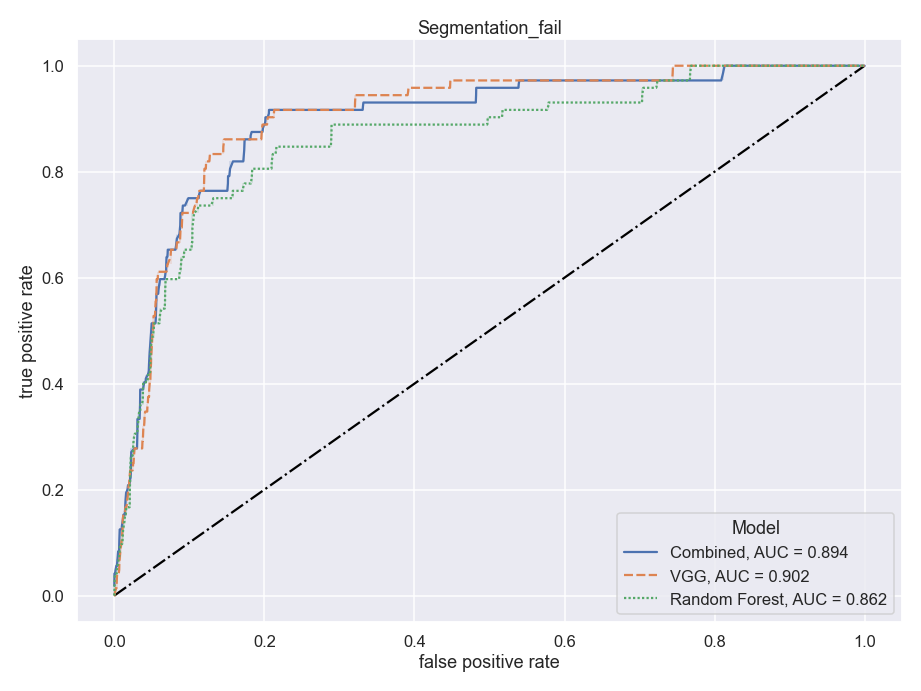 Segmentation_fail
true positive rate
1.0
0.8
0.6
0.4
0.2
0.0
0.0 0.2 0.4 0.6 0.8 1.0
false positive rate
Model
Combined, AUC = 0.894
VGG, AUC = 0.902
Random Forest, AUC = 0.862